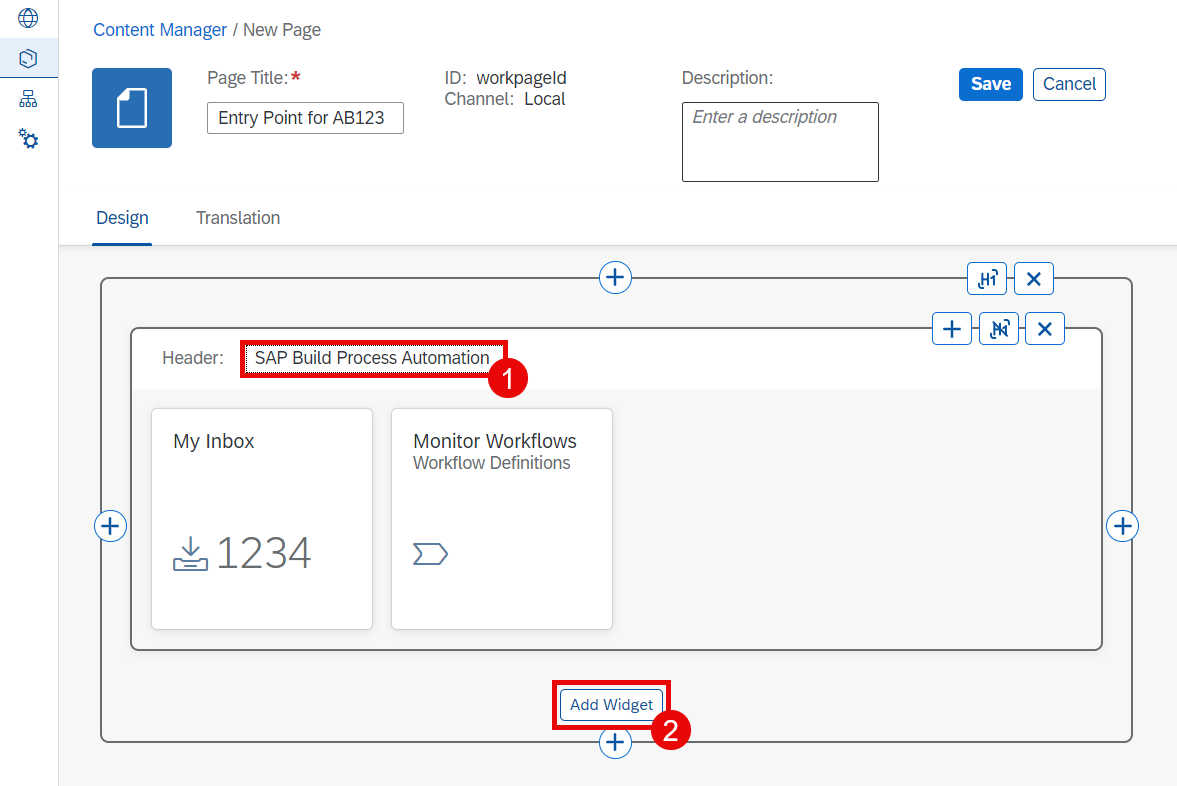 Content Manager / New Page
Page Title:*
Entry Point for AB123
ID: workpageId
Channel: Local
Description:
Enter a description
Save
Cancel
Design
Translation
H1
Header: SAP Build Process Automation
1
My Inbox
1234
Monitor Workflows
Workflow Definitions
Add Widget
2